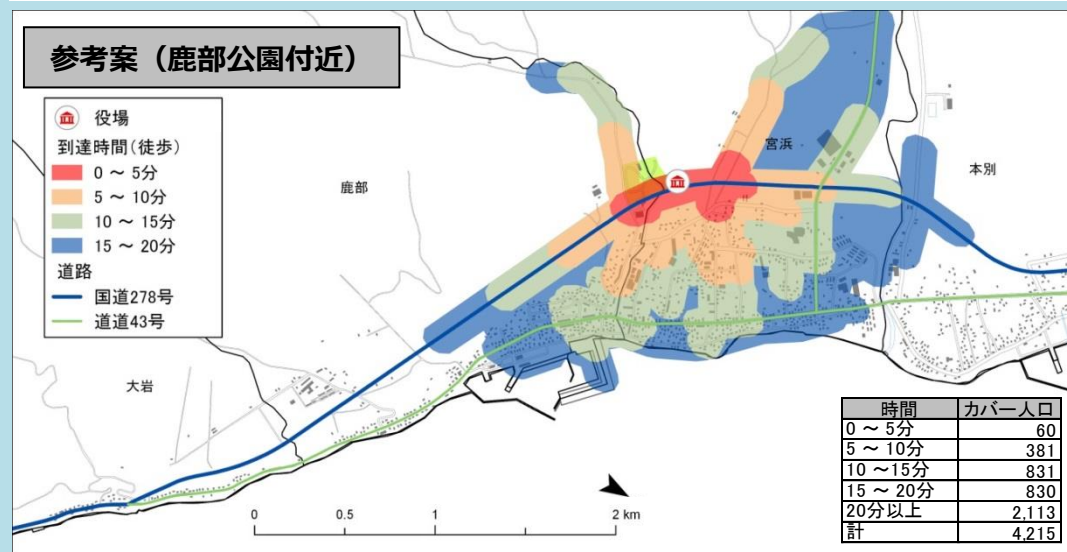 参考案（鹿部公園付近）
役場
到達時間(徒歩)
0 ～ 5分
5 ～ 10分
10 ～ 15分
15 ～ 20分
道路
国道278号
道道43号
鹿部
宮浜
本別
大岩
0 0.5 1 2 km
時間 カバー人口
0 ～ 5分 60
5 ～ 10分 381
10 ～15分 831
15 ～ 20分 830
20分以上 2,113
計 4,215